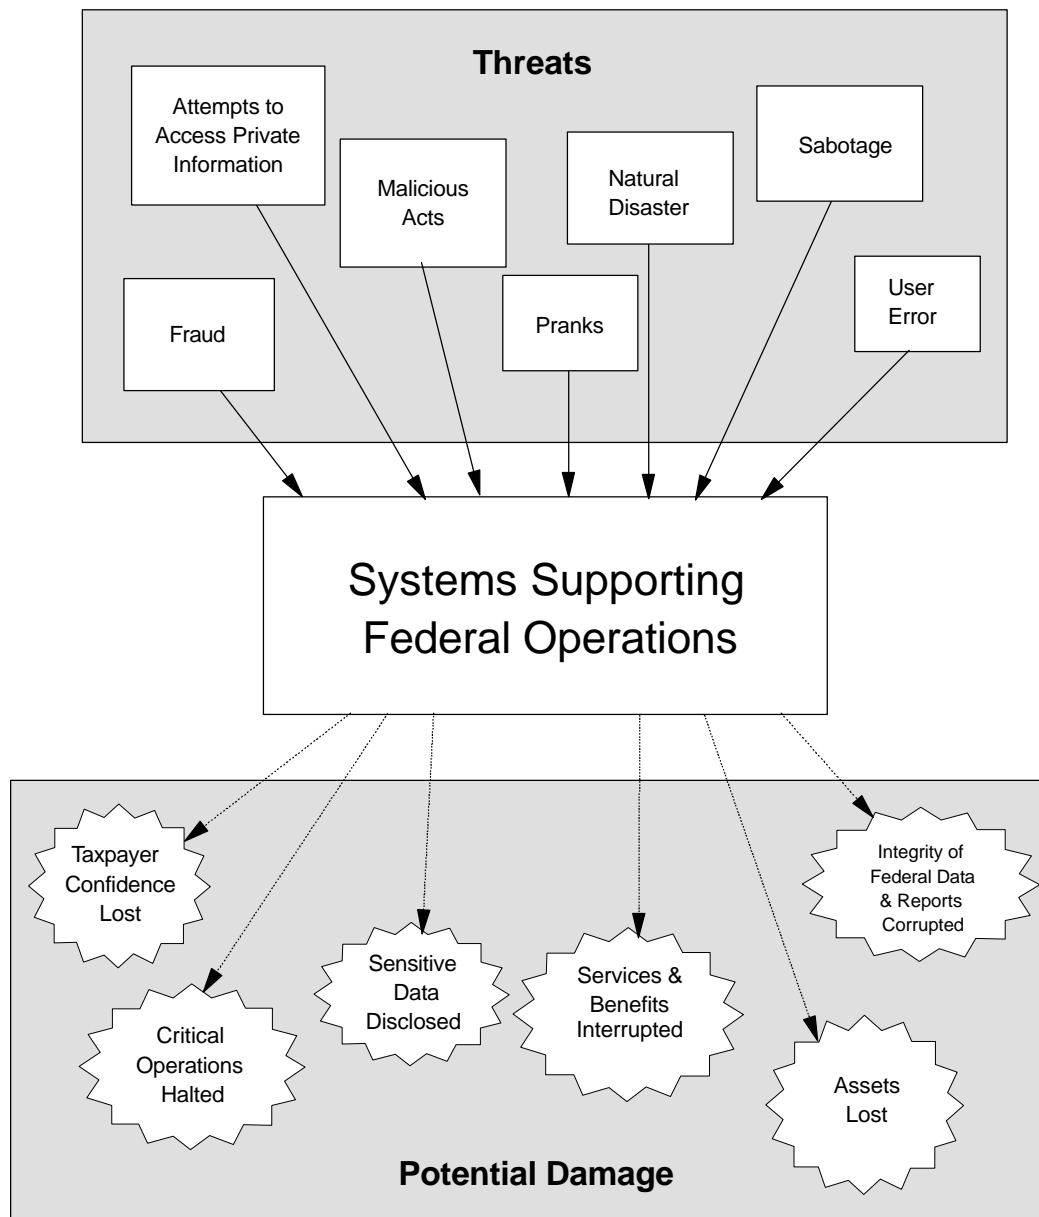 Threats
Attempts to
Access Private
Information
Malicious
Acts
Natural
Disaster
Sabotage
Fraud
Pranks
User
Error
Systems Supporting
Federal Operations
Taxpayer
Confidence
Lost
Critical
Operations
Halted
Sensitive
Data
Disclosed
Services &
Benefits
Interrupted
Assets
Lost
Integrity of
Federal Data
& Reports
Corrupted
Potential Damage